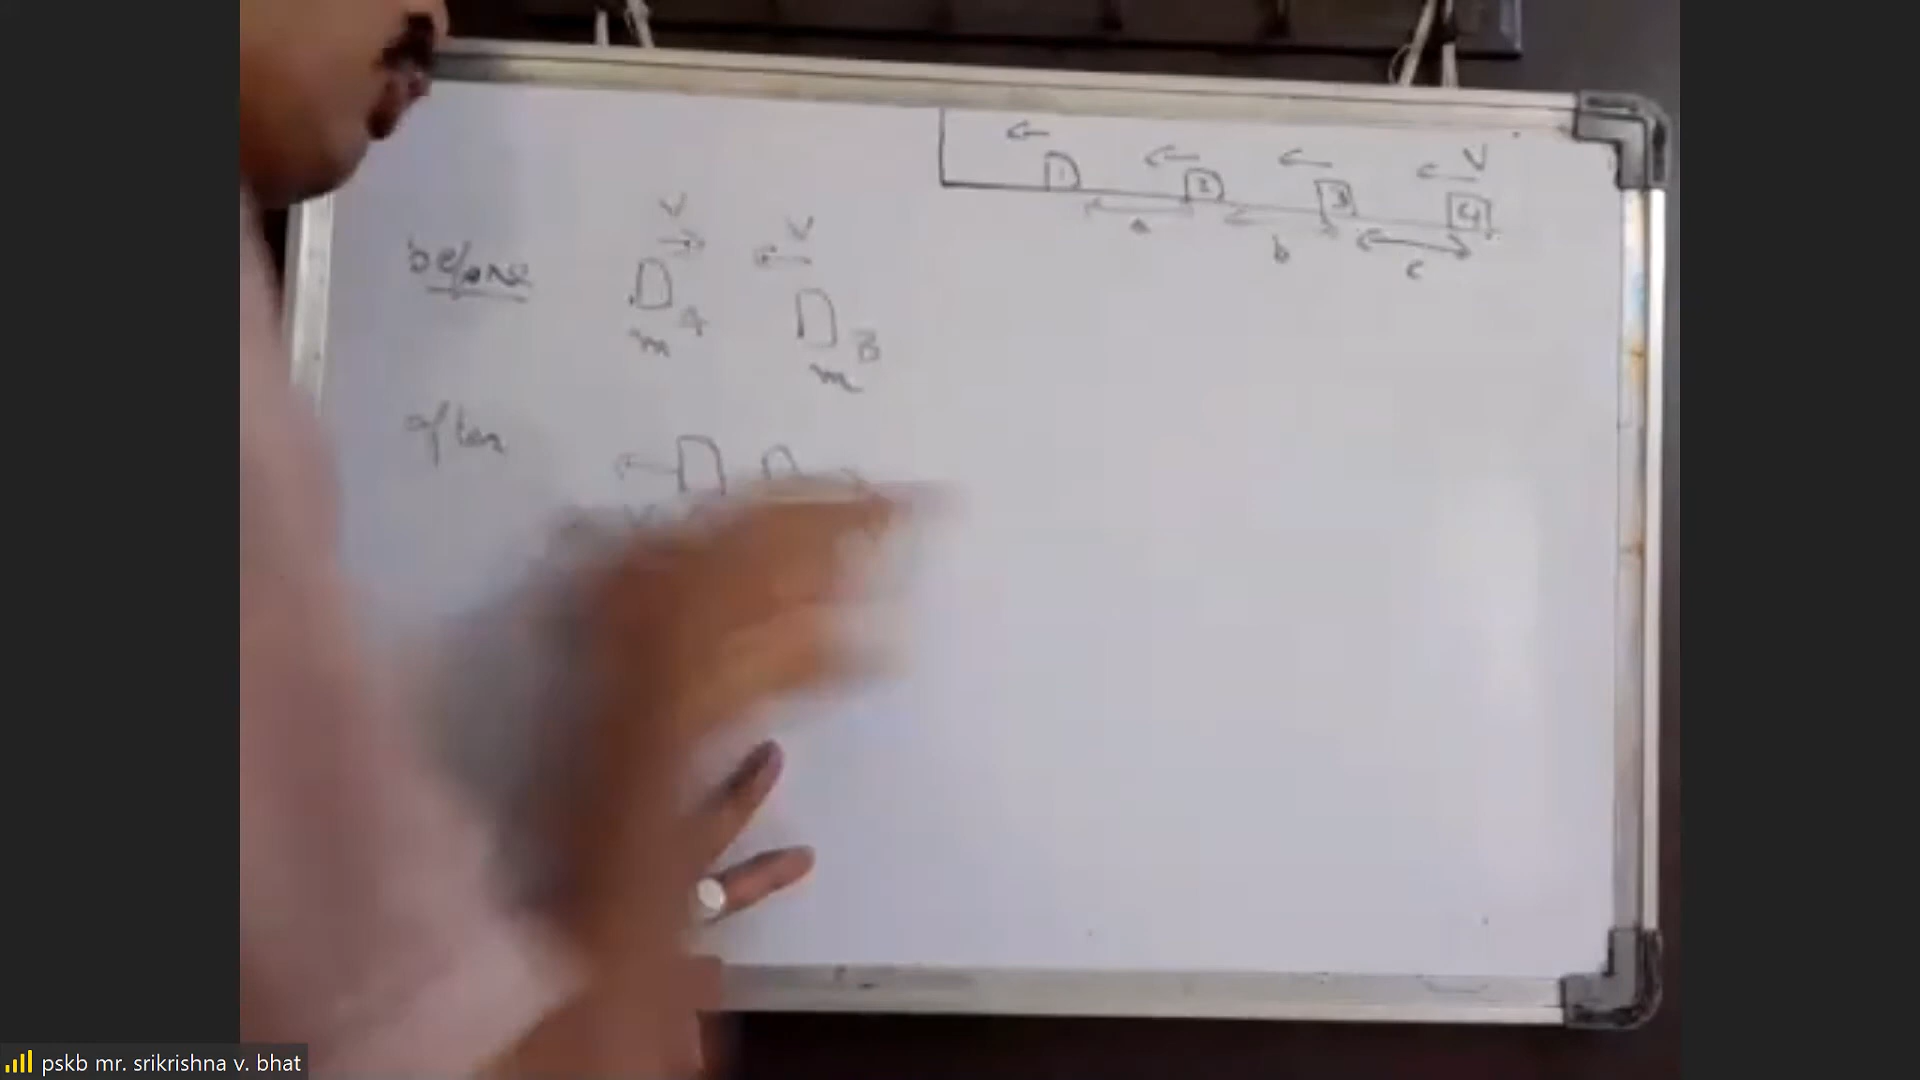 V
1 2 3 4
a
b
c
before
V V
A
m
B
m
after
V
pskb mr. srikrishna v. bhat